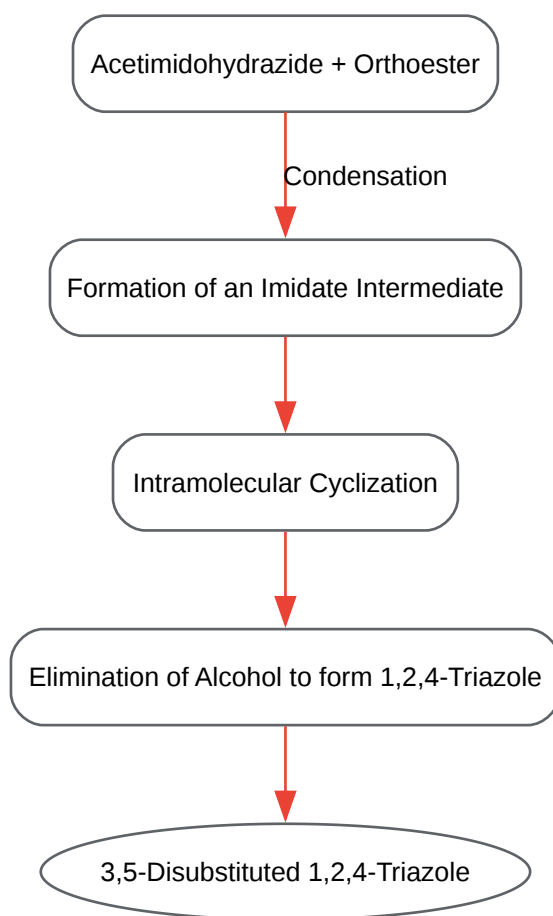 Acetimidohydrazide + Orthoester
Condensation
Formation of an Imidate Intermediate
Intramolecular Cyclization
Elimination of Alcohol to form 1,2,4-Triazole
3,5-Disubstituted 1,2,4-Triazole